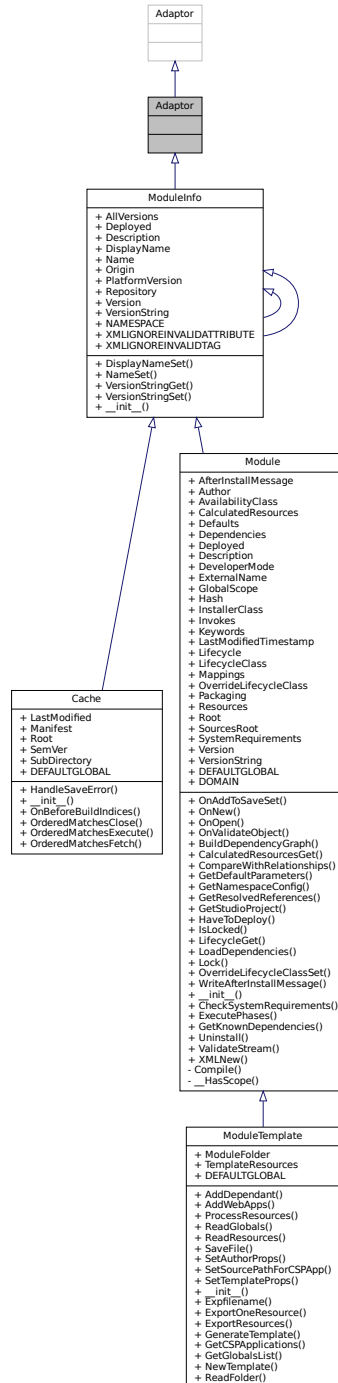 Adaptor
Adaptor
ModuleInfo
+ AllVersions
+ Deployed
+ Description
+ DisplayName
+ Name
+ Origin
+ PlatformVersion
+ Repository
+ Version
+ VersionString
+ NAMESPACE
+ XMLIGNOREINVALIDATTRIBUTE
+ XMLIGNOREINVALIDTAG
+ DisplayNameSet()
+ NameSet()
+ VersionStringGet()
+ VersionStringSet()
+ __init__()
Module
+ AfterInstallMessage
+ Author
+ AvailabilityClass
+ CalculatedResources
+ Defaults
+ Dependencies
+ Deployed
+ Description
+ DeveloperMode
+ ExternalName
+ GlobalScope
+ Hash
+ InstallerClass
+ Invokes
+ Keywords
+ LastModifiedTimestamp
+ Lifecycle
+ LifecycleClass
+ Mappings
+ OverrideLifecycleClass
+ Packaging
+ Resources
+ Root
+ SourcesRoot
+ SystemRequirements
+ Version
+ VersionString
+ DEFAULTGLOBAL
+ DOMAIN
+ OnAddToSaveSet()
+ OnNew()
+ OnOpen()
+ OnValidateObject()
+ BuildDependencyGraph()
+ CalculatedResourcesGet()
+ CompareWithRelationships()
+ GetDefaultParameters()
+ GetNamespaceConfig()
+ GetResolvedReferences()
+ GetStudioProject()
+ HaveToDeploy()
+ IsLocked()
+ LifecycleGet()
+ LoadDependencies()
+ Lock()
+ OverrideLifecycleClassSet()
+ WriteAfterInstallMessage()
+ __init__()
+ CheckSystemRequirements()
+ ExecutePhases()
+ GetKnownDependencies()
+ Uninstall()
+ ValidateStream()
+ XMLNew()
- Compile()
- __HasScope()
Cache
+ LastModified
+ Manifest
+ Root
+ SemVer
+ SubDirectory
+ DEFAULTGLOBAL
+ HandleSaveError()
+ __init__()
+ OnBeforeBuildIndices()
+ OrderedMatchesClose()
+ OrderedMatchesExecute()
+ OrderedMatchesFetch()
ModuleTemplate
+ ModuleFolder
+ TemplateResources
+ DEFAULTGLOBAL
+ AddDependant()
+ AddWebApps()
+ ProcessResources()
+ ReadGlobals()
+ ReadResources()
+ SaveFile()
+ SetAuthorProps()
+ SetSourcePathForCSPApp()
+ SetTemplateProps()
+ __init__()
+ Expfilename()
+ ExportOneResource()
+ ExportResources()
+ GenerateTemplate()
+ GetCSPApplications()
+ GetGlobalsList()
+ NewTemplate()
+ ReadFolder()